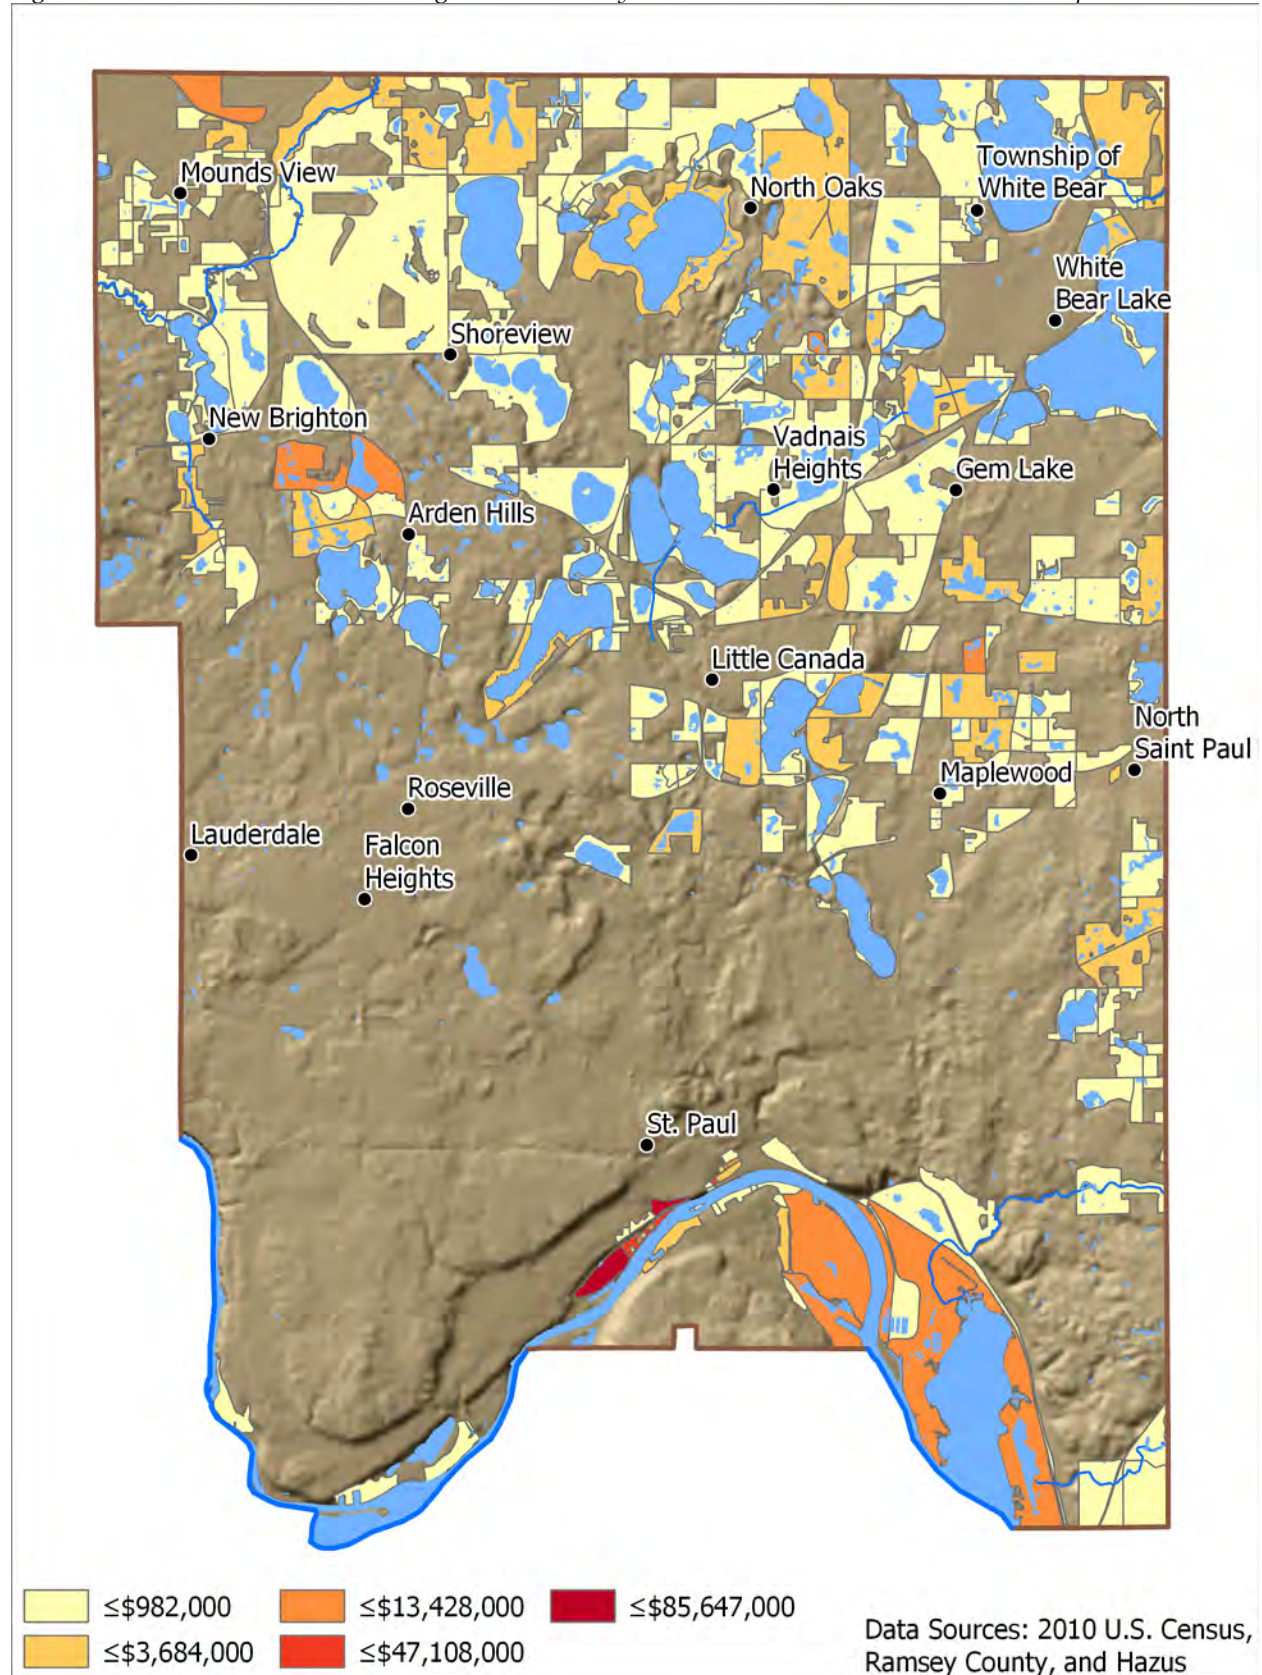 Mounds View
North Oaks
Township of
White Bear
White
Bear Lake
Shoreview
New Brighton
Vadnais
Heights
Gem Lake
Arden Hills
Little Canada
North
Saint Paul
Maplewood
Roseville
Lauderdale
Falcon
Heights
St. Paul
≤$982,000
≤$13,428,000
≤$85,647,000
≤$3,684,000
≤$47,108,000
Data Sources: 2010 U.S. Census,
Ramsey County, and Hazus